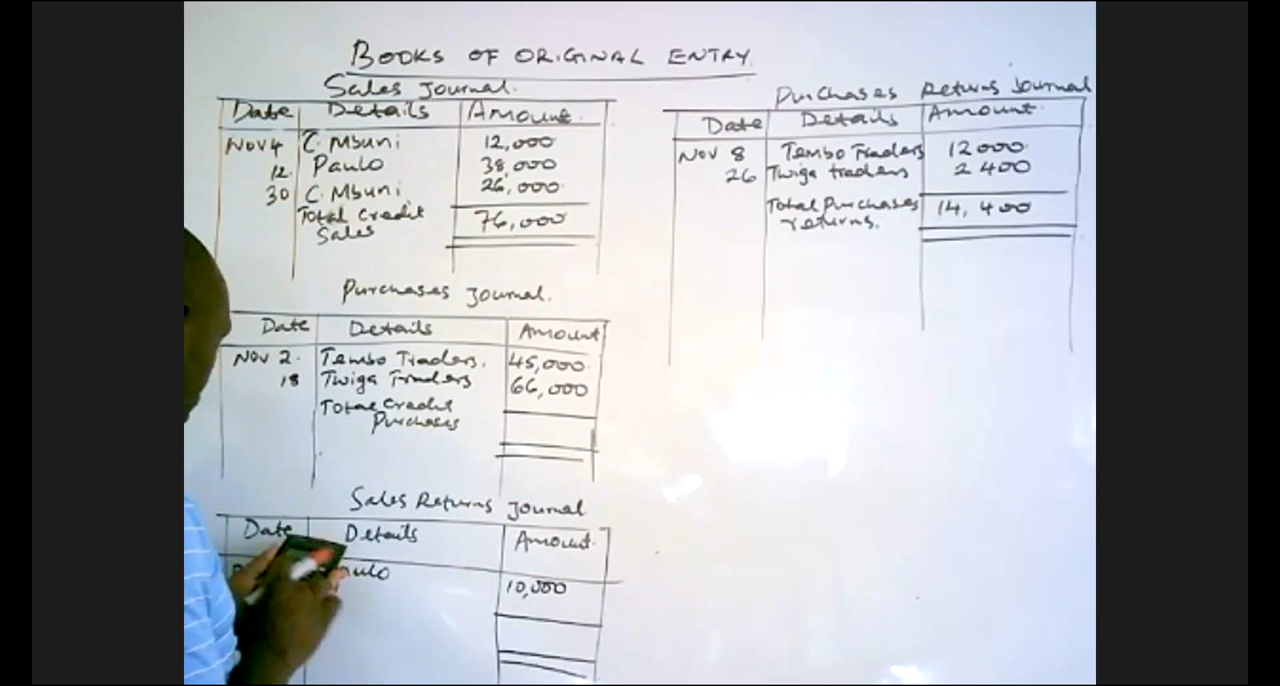 BOOKS OF ORIGINAL ENTRY
Sales Journal.
Date Details Amount
Nov 4 C. Mbuni 12,000
12 Paulo 38,000
30 C. Mbuni 26,000
Total Credit 76,000
Sales
Purchases Journal.
Date Details Amount
Nov 2. Tembo Traders. 45,000
18 Twiga Traders 66,000
Total Credit
Purchases
Sales Returns Journal
Date Details Amount
10,000
Purchases Returns Journal
Date Details Amount
Nov 8 Tembo Traders 12000
26 Twiga traders 2400
Total Purchases 14,400
returns.